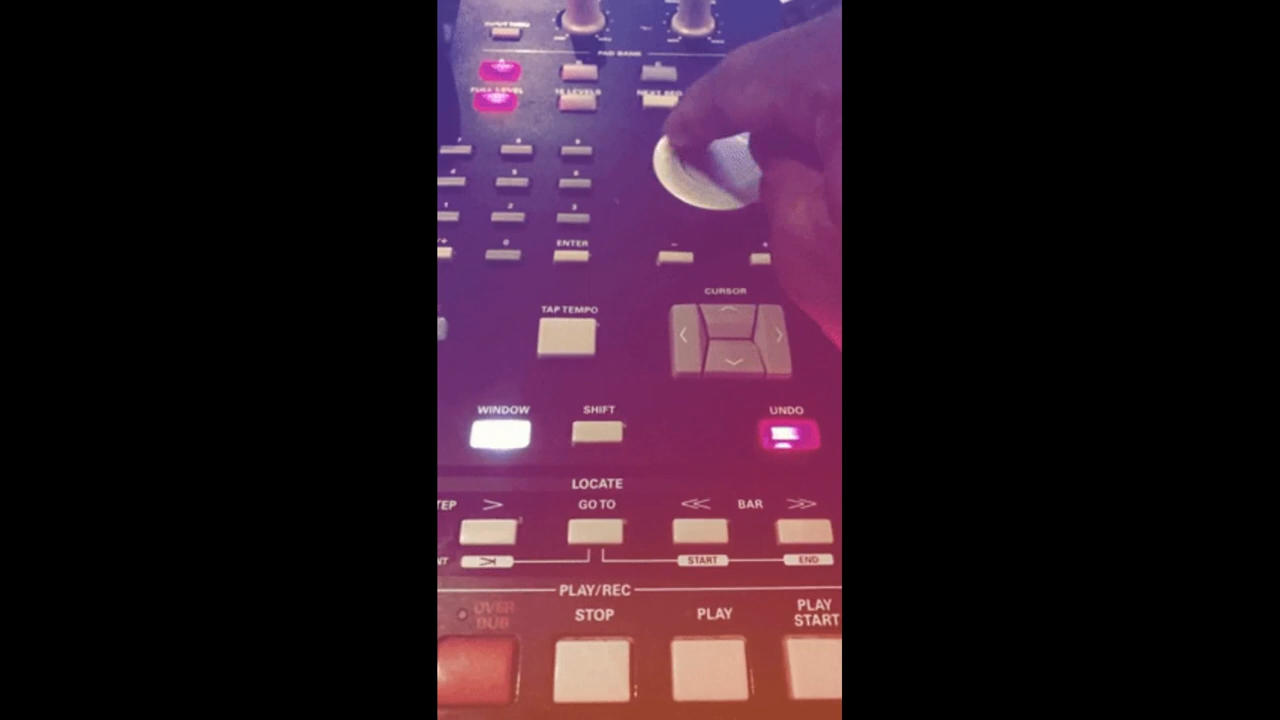 PAD BANK
FULL LEVEL
16 LEVELS
NEXT SEQ
7 8 9
4 5 6
1 2 3
0
ENTER
-
+
CURSOR
TAP TEMPO
WINDOW
SHIFT
UNDO
LOCATE
TEP > GO TO << BAR >>
NT START END
PLAY/REC
OVER
DUB
STOP
PLAY
PLAY
START